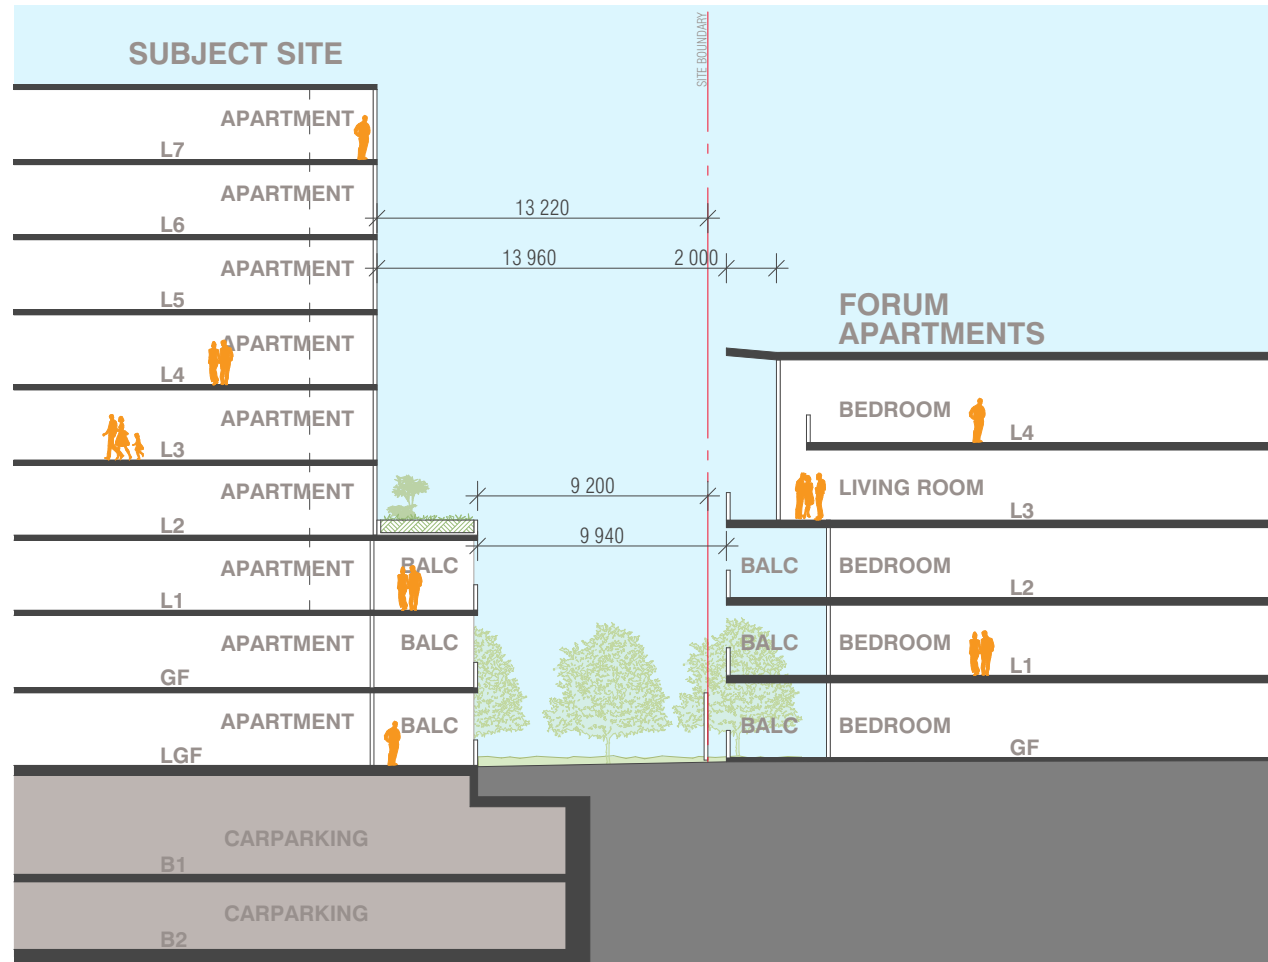 SITE BOUNDARY
SUBJECT SITE
APARTMENT
L7
APARTMENT
L6
13 220
APARTMENT
L5
13 960
2 000
FORUM
APARTMENTS
APARTMENT
L4
APARTMENT
L3
BEDROOM
L4
APARTMENT
L2
9 200
LIVING ROOM
L3
9 940
APARTMENT
L1
BALC
BALC
BEDROOM
L2
APARTMENT
GF
BALC
BALC
BEDROOM
L1
APARTMENT
LGF
BALC
BALC
BEDROOM
GF
CARPARKING
B1
CARPARKING
B2